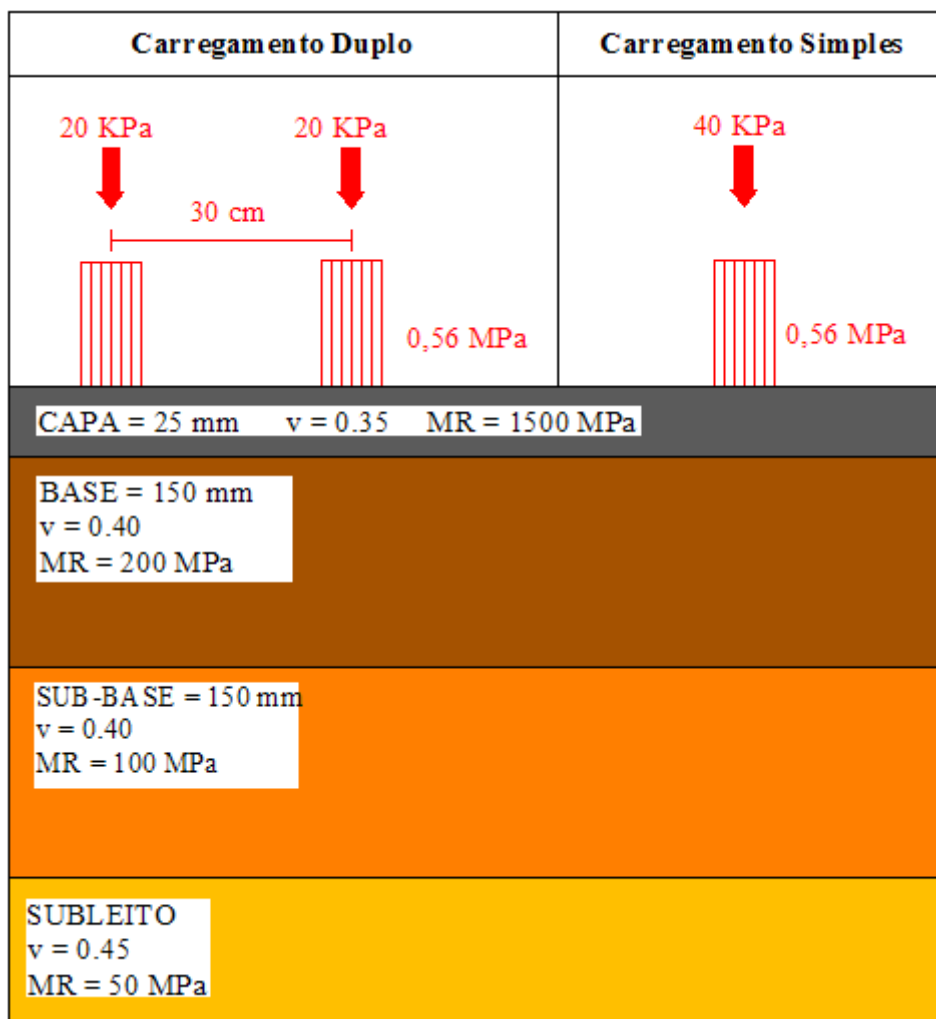 Carregamento Duplo
Carregamento Simples
20 KPa
20 KPa
40 KPa
30 cm
0,56 MPa
0,56 MPa
CAPA = 25 mm v = 0.35 MR = 1500 MPa
BASE = 150 mm
v = 0.40
MR = 200 MPa
SUB-BASE = 150 mm
v = 0.40
MR = 100 MPa
SUBLEITO
v = 0.45
MR = 50 MPa